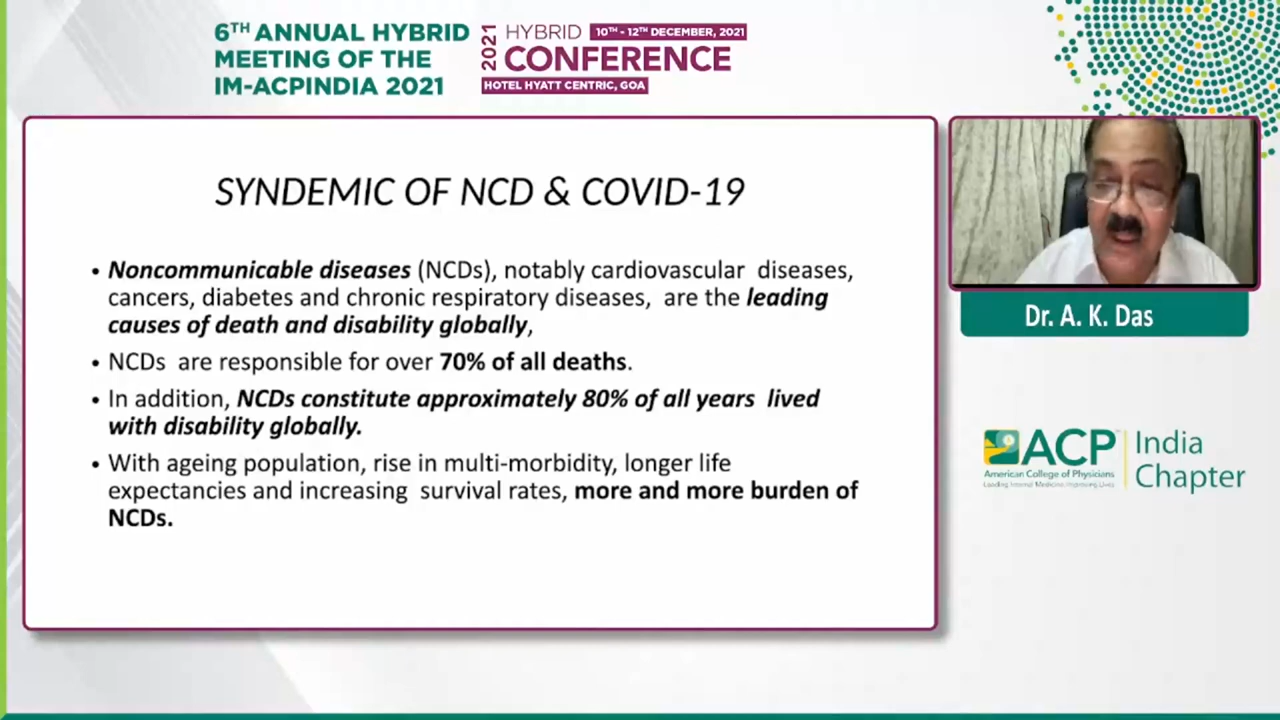 6TH ANNUAL HYBRID
MEETING OF THE
IM-ACPINDIA 2021
2021
HYBRID
10TH - 12TH DECEMBER, 2021
CONFERENCE
HOTEL HYATT CENTRIC, GOA
SYNDEMIC OF NCD & COVID-19
• Noncommunicable diseases (NCDs), notably cardiovascular diseases,
cancers, diabetes and chronic respiratory diseases, are the leading
causes of death and disability globally,
• NCDs are responsible for over 70% of all deaths.
• In addition, NCDs constitute approximately 80% of all years lived
with disability globally.
• With ageing population, rise in multi-morbidity, longer life
expectancies and increasing survival rates, more and more burden of
NCDs.
Dr. A. K. Das
ACP
American College of Physicians
Leading Internal Medicine, Improving Lives
India
Chapter